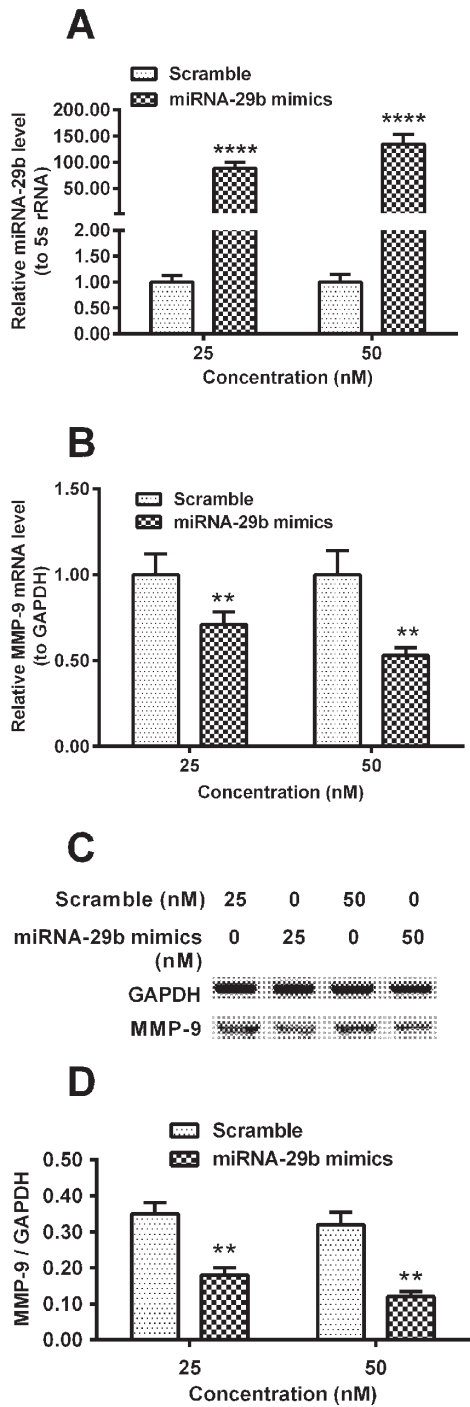 A
Scramble
miRNA-29b mimics
Relative miRNA-29b level
(to 5s rRNA)
200.00
150.00
100.00
50.00
2.00
1.50
1.00
0.50
0.00
****
****
25
50
Concentration (nM)
B
Scramble
miRNA-29b mimics
Relative MMP-9 mRNA level
(to GAPDH)
1.50
1.00
0.50
0.00
**
**
25
50
Concentration (nM)
C
Scramble (nM) 25 0 50 0
miRNA-29b mimics 0 25 0 50
(nM)
GAPDH
MMP-9
D
Scramble
miRNA-29b mimics
MMP-9 / GAPDH
0.50
0.40
0.30
0.20
0.10
0.00
**
**
25
50
Concentration (nM)